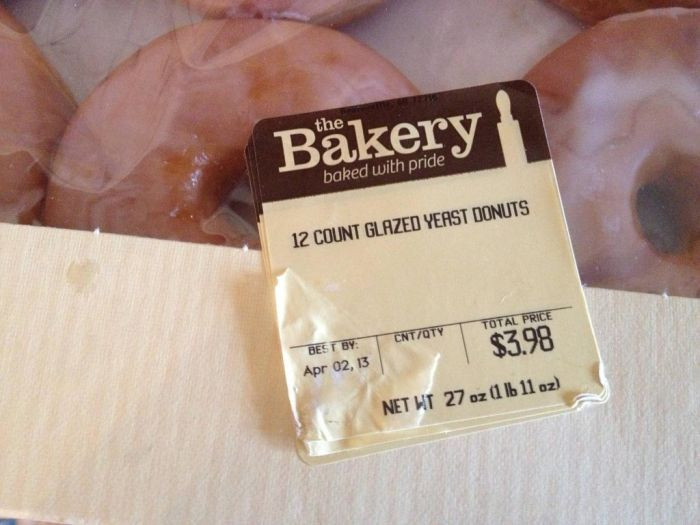 the
Bakery
baked with pride
12 COUNT GLAZED YEAST DONUTS
BEST BY: CNT/QTY TOTAL PRICE
Apr 02, 13 $3.98
NET WT 27 oz (1 lb 11 oz)